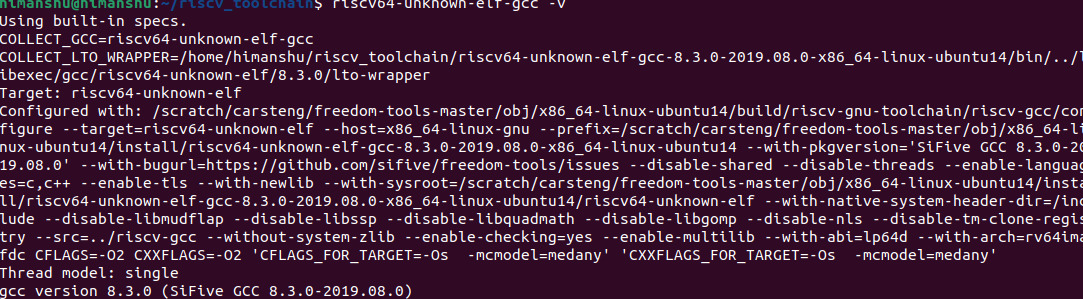 himanshu@himanshu:~/riscv_toolchain$ riscv64-unknown-elf-gcc -v
Using built-in specs.
COLLECT_GCC=riscv64-unknown-elf-gcc
COLLECT_LTO_WRAPPER=/home/himanshu/riscv_toolchain/riscv64-unknown-elf-gcc-8.3.0-2019.08.0-x86_64-linux-ubuntu14/bin/../l
ibexec/gcc/riscv64-unknown-elf/8.3.0/lto-wrapper
Target: riscv64-unknown-elf
Configured with: /scratch/carsteng/freedom-tools-master/obj/x86_64-linux-ubuntu14/build/riscv-gnu-toolchain/riscv-gcc/con
figure --target=riscv64-unknown-elf --host=x86_64-linux-gnu --prefix=/scratch/carsteng/freedom-tools-master/obj/x86_64-li
nux-ubuntu14/install/riscv64-unknown-elf-gcc-8.3.0-2019.08.0-x86_64-linux-ubuntu14 --with-pkgversion='SiFive GCC 8.3.0-20
19.08.0' --with-bugurl=https://github.com/sifive/freedom-tools/issues --disable-shared --disable-threads --enable-languag
es=c,c++ --enable-tls --with-newlib --with-sysroot=/scratch/carsteng/freedom-tools-master/obj/x86_64-linux-ubuntu14/insta
ll/riscv64-unknown-elf-gcc-8.3.0-2019.08.0-x86_64-linux-ubuntu14/riscv64-unknown-elf --with-native-system-header-dir=/inc
lude --disable-libmudflap --disable-libssp --disable-libquadmath --disable-libgomp --disable-nls --disable-tm-clone-regis
try --src=../riscv-gcc --without-system-zlib --enable-checking=yes --enable-multilib --with-abi=lp64d --with-arch=rv64ima
fdc CFLAGS=-O2 CXXFLAGS=-O2 'CFLAGS_FOR_TARGET=-Os  -mcmodel=medany' 'CXXFLAGS_FOR_TARGET=-Os  -mcmodel=medany'
Thread model: single
gcc version 8.3.0 (SiFive GCC 8.3.0-2019.08.0)